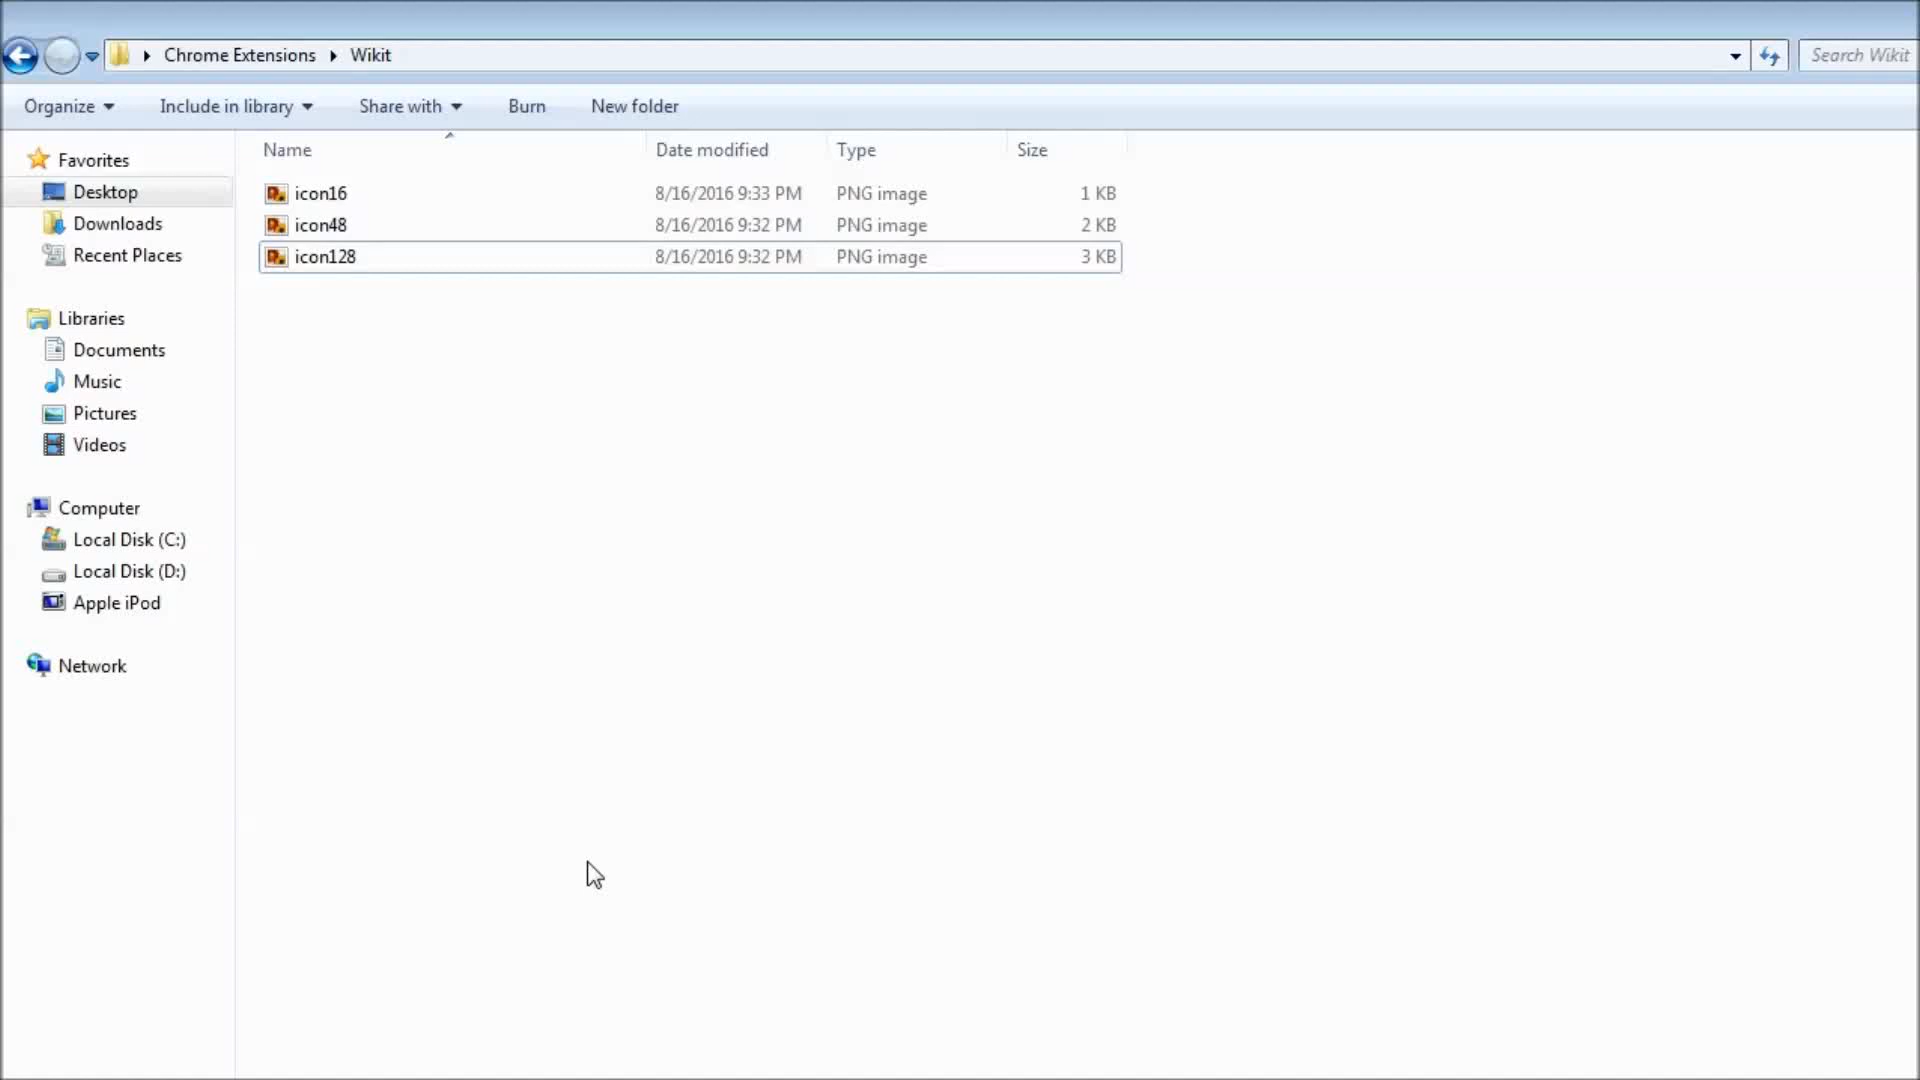 Chrome Extensions Wikit
Search Wikit
Organize Include in library Share with Burn New folder
Name Date modified Type Size
icon16 8/16/2016 9:33 PM PNG image 1 KB
icon48 8/16/2016 9:32 PM PNG image 2 KB
icon128 8/16/2016 9:32 PM PNG image 3 KB
Favorites
Desktop
Downloads
Recent Places
Libraries
Documents
Music
Pictures
Videos
Computer
Local Disk (C:)
Local Disk (D:)
Apple iPod
Network